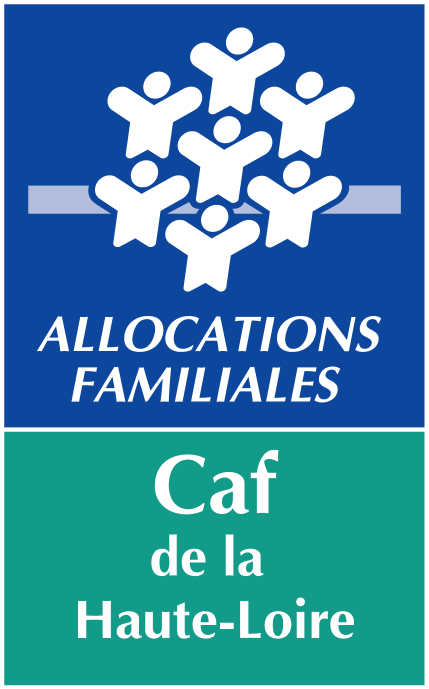 ALLOCATIONS
FAMILIALES
Caf
de la
Haute-Loire